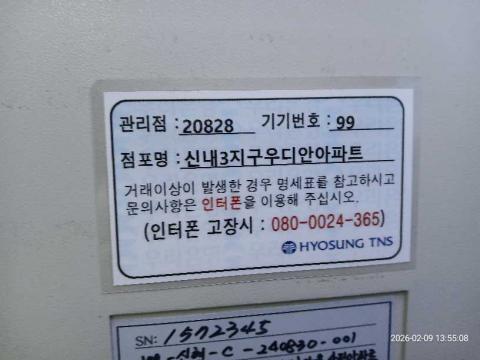 관리점 : 20828 기기번호 : 99
점포명 : 신내3지구우디안아파트
거래이상이 발생한 경우 명세표를 참고하시고
문의사항은 인터폰을 이용해 주십시오.
(인터폰 고장시 : 080-0024-365)
HYOSUNG TNS
SN: 1572345
-C-240830-001
2026-02-09 13:55:08